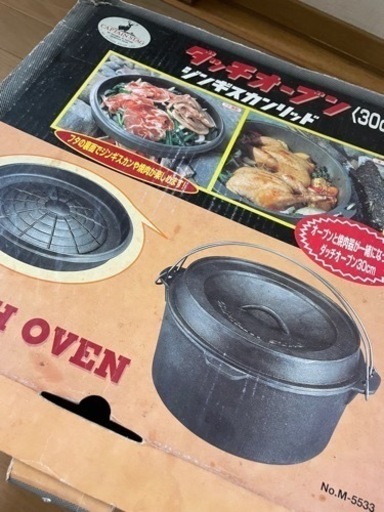 CAPTAIN STAG
ダッチオーブン〈30c
ジンギスカンリッド
フタの裏面でジンギスカンや焼肉が楽しめます!!
オーブンと焼肉器が一緒にな
ダッチオーブン30cm
H OVEN
No.M-5533